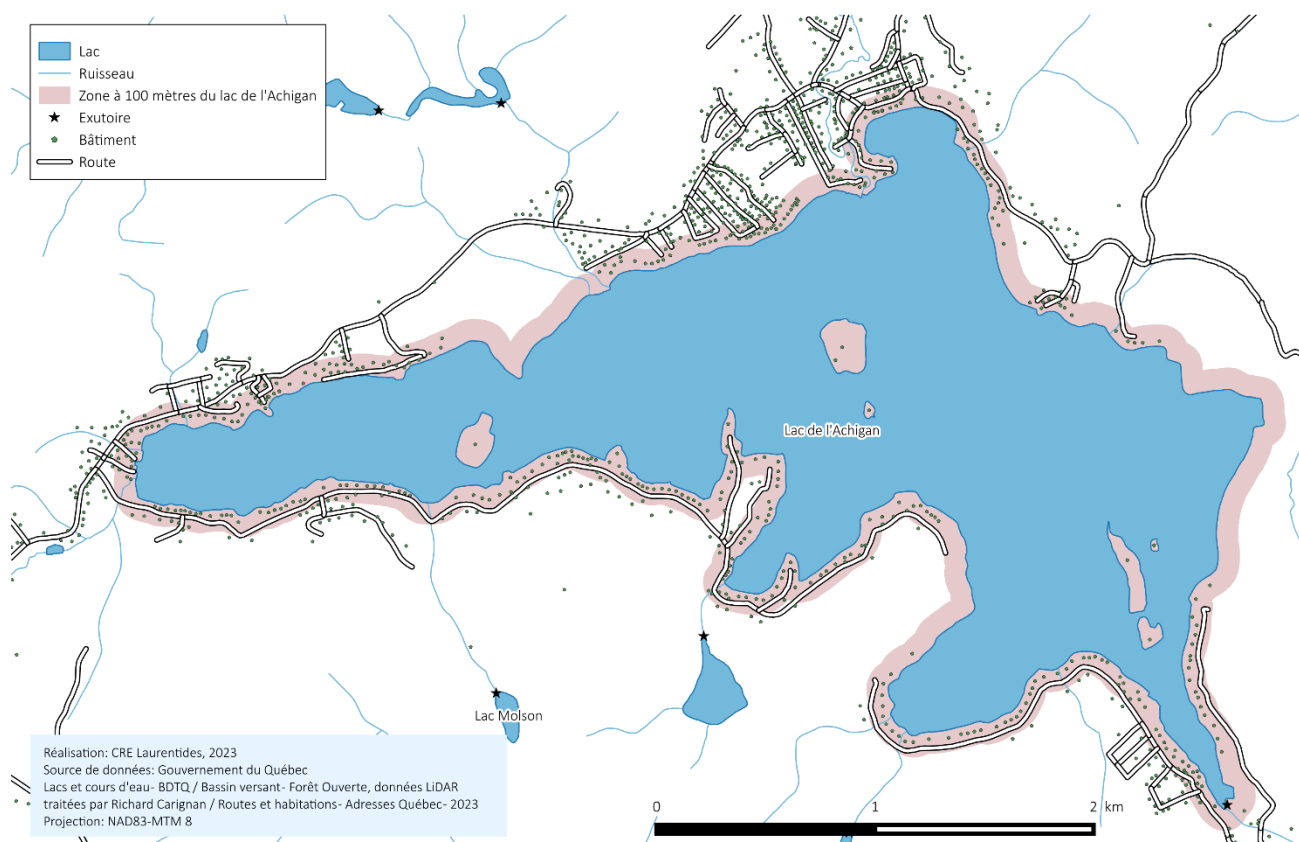 Lac
Ruisseau
Zone à 100 mètres du lac de l'Achigan
Exutoire
Bâtiment
Route
Lac de l'Achigan
Lac Molson
Réalisation: CRE Laurentides, 2023
Source de données: Gouvernement du Québec
Lacs et cours d'eau- BDTQ / Bassin versant- Forêt Ouverte, données LiDAR
traitées par Richard Carignan / Routes et habitations- Adresses Québec- 2023
Projection: NAD83-MTM 8
0 1 2 km